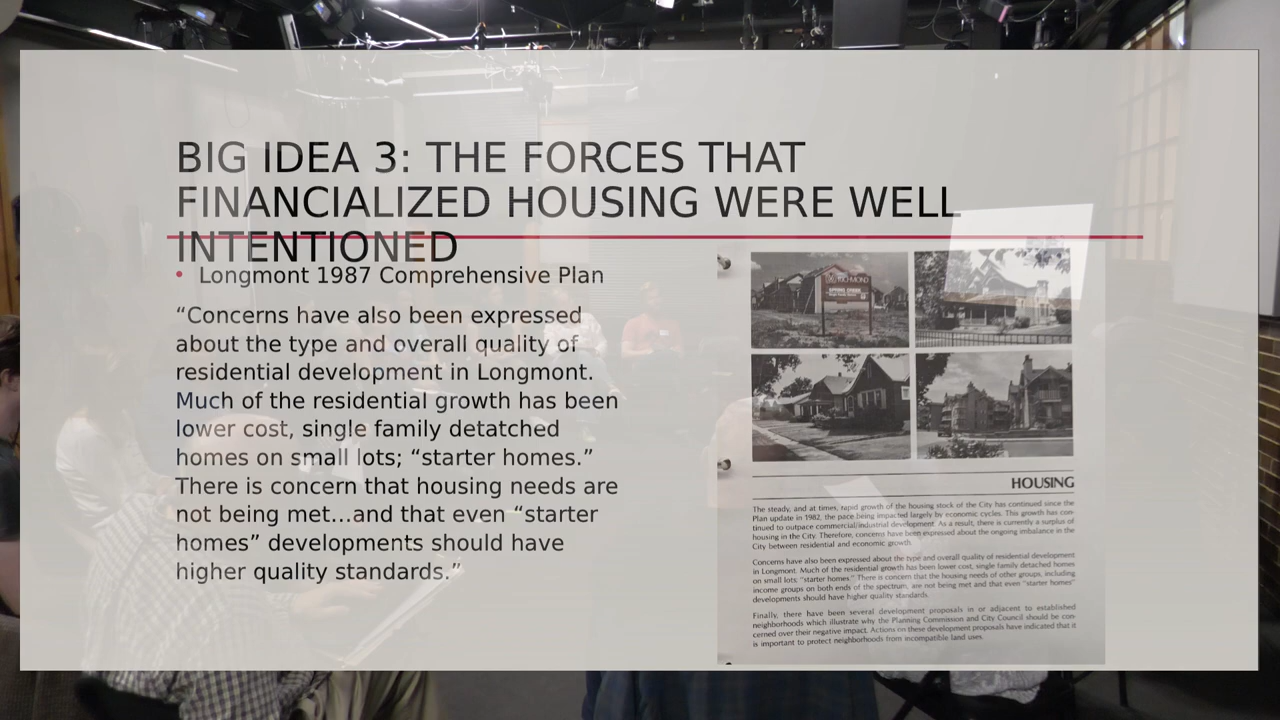 BIG IDEA 3: THE FORCES THAT
FINANCIALIZED HOUSING WERE WELL
INTENTIONED
• Longmont 1987 Comprehensive Plan
“Concerns have also been expressed
about the type and overall quality of
residential development in Longmont.
Much of the residential growth has been
lower cost, single family detatched
homes on small lots; “starter homes.”
There is concern that housing needs are
not being met…and that even “starter
homes” developments should have
higher quality standards.”
RICHMOND
HOUSING
The steady, and at times, rapid growth of the housing stock of the City has continued since the
Plan update in 1982, the pace being impacted largely by economic cycles. This growth has con-
tinued to outpace commercial/industrial development. As a result, there is currently a surplus of
housing in the City. Therefore, concerns have been expressed about the ongoing imbalance in the
City between residential and economic growth.
Concerns have also been expressed about the type and overall quality of residential development
in Longmont. Much of the residential growth has been lower cost, single family detached homes
on small lots; "starter homes." There is concern that the housing needs of other groups, including
income groups on both ends of the spectrum, are not being met and that even "starter homes"
developments should have higher quality standards.
Finally, there have been several development proposals in or adjacent to established
neighborhoods which illustrate why the Planning Commission and City Council should be con-
cerned over their negative impact. Actions on these development proposals have indicated that it
is important to protect neighborhoods from incompatible land uses.